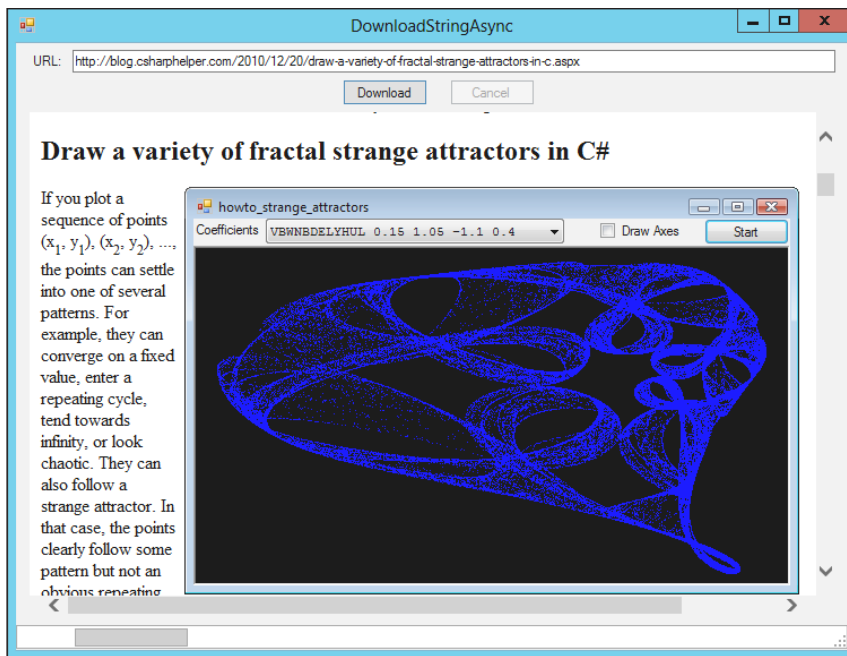 DownloadStringAsync
URL: http://blog.csharphelper.com/2010/12/20/draw-a-variety-of-fractal-strange-attractors-in-c.aspx
Download Cancel
Draw a variety of fractal strange attractors in C#
If you plot a
sequence of points
(x1, y1), (x2, y2), ...,
the points can settle
into one of several
patterns. For
example, they can
converge on a fixed
value, enter a
repeating cycle,
tend towards
infinity, or look
chaotic. They can
also follow a
strange attractor. In
that case, the points
clearly follow some
pattern but not an
obvious repeating
howto_strange_attractors
Coefficients VBWNBDELYHUL 0.15 1.05 -1.1 0.4 Draw Axes Start